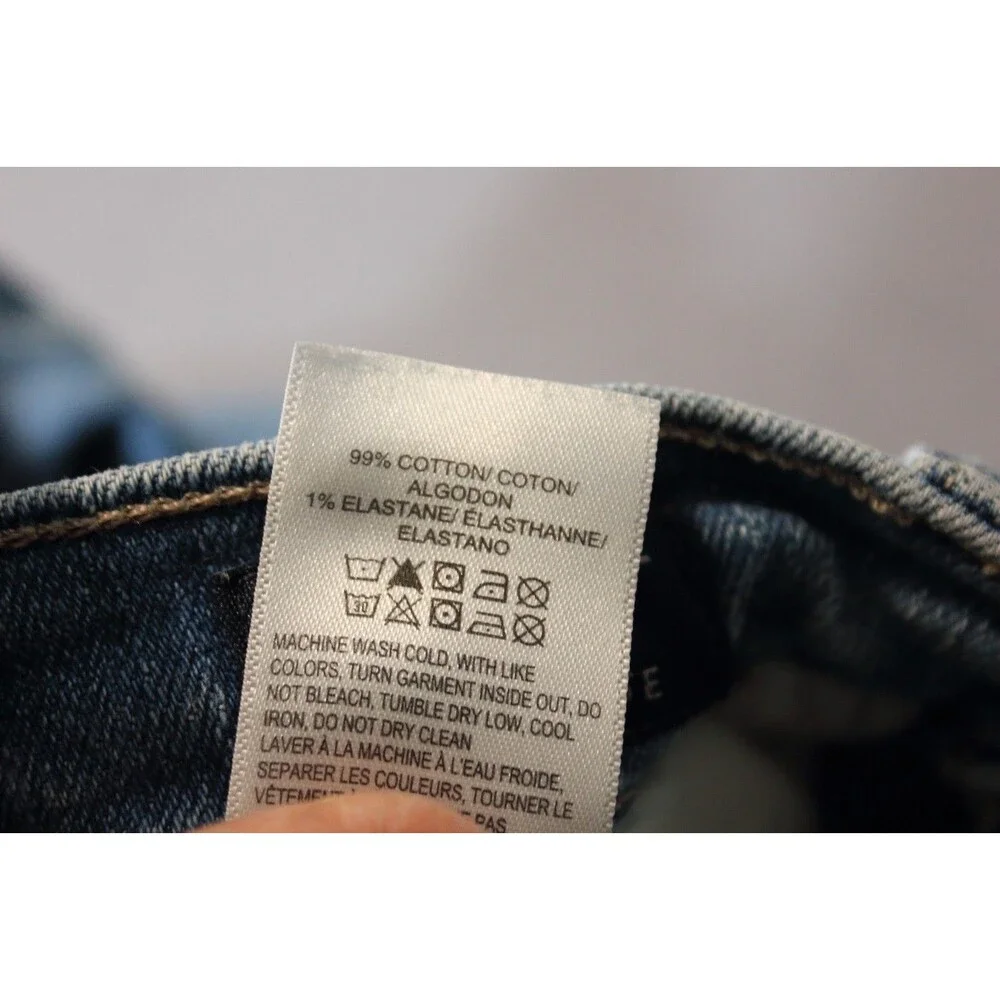 99% COTTON/ COTON/
ALGODON
1% ELASTANE/ ÉLASTHANNE/
ELASTANO
30
MACHINE WASH COLD, WITH LIKE
COLORS, TURN GARMENT INSIDE OUT, DO
NOT BLEACH, TUMBLE DRY LOW, COOL
IRON, DO NOT DRY CLEAN
LAVER À LA MACHINE À L'EAU FROIDE,
SEPARER LES COULEURS, TOURNER LE
PAS